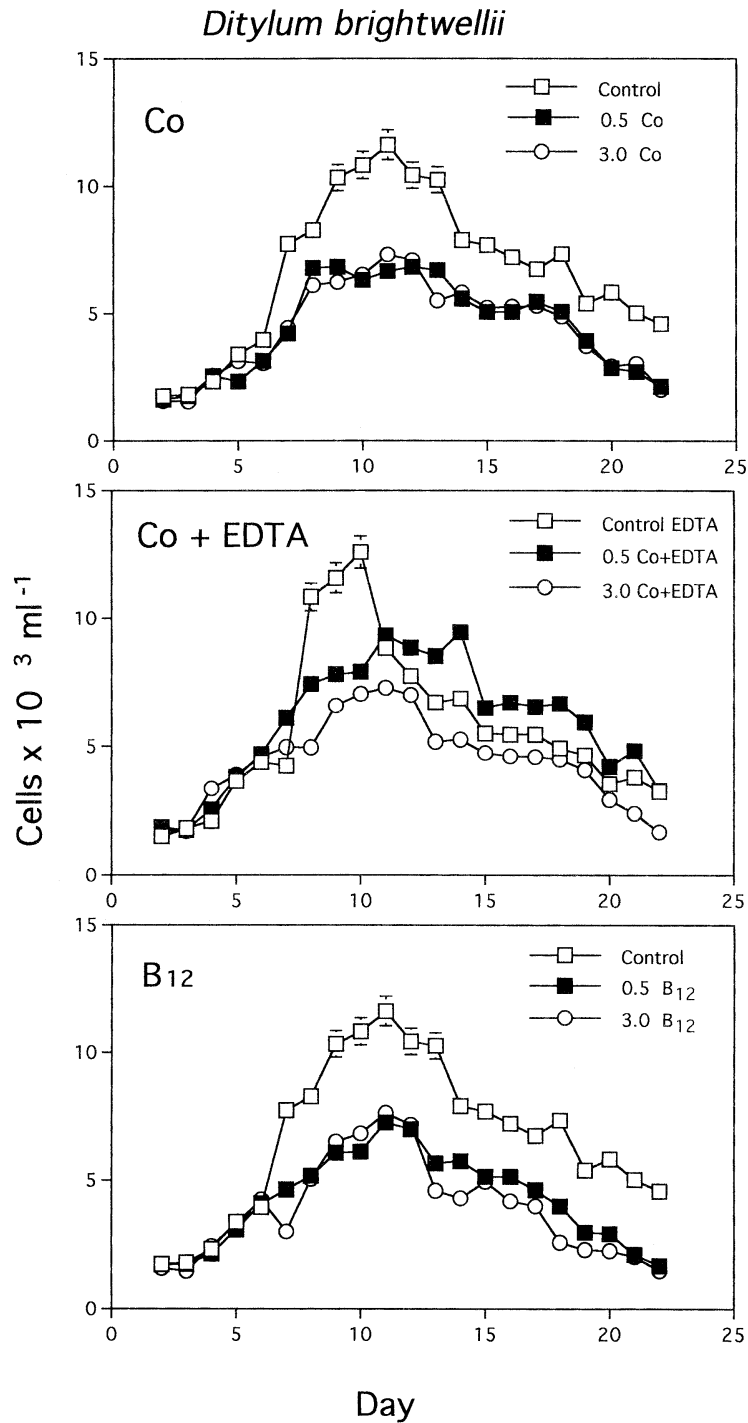 Ditylum brightwellii
Cells x 10 3 ml -1
15
10
5
0
Co
Control
0.5 Co
3.0 Co
0 5 10 15 20 25
15
10
5
0
Co + EDTA
Control EDTA
0.5 Co+EDTA
3.0 Co+EDTA
0 5 10 15 20 25
15
10
5
0
B12
Control
0.5 B12
3.0 B12
0 5 10 15 20 25
Day